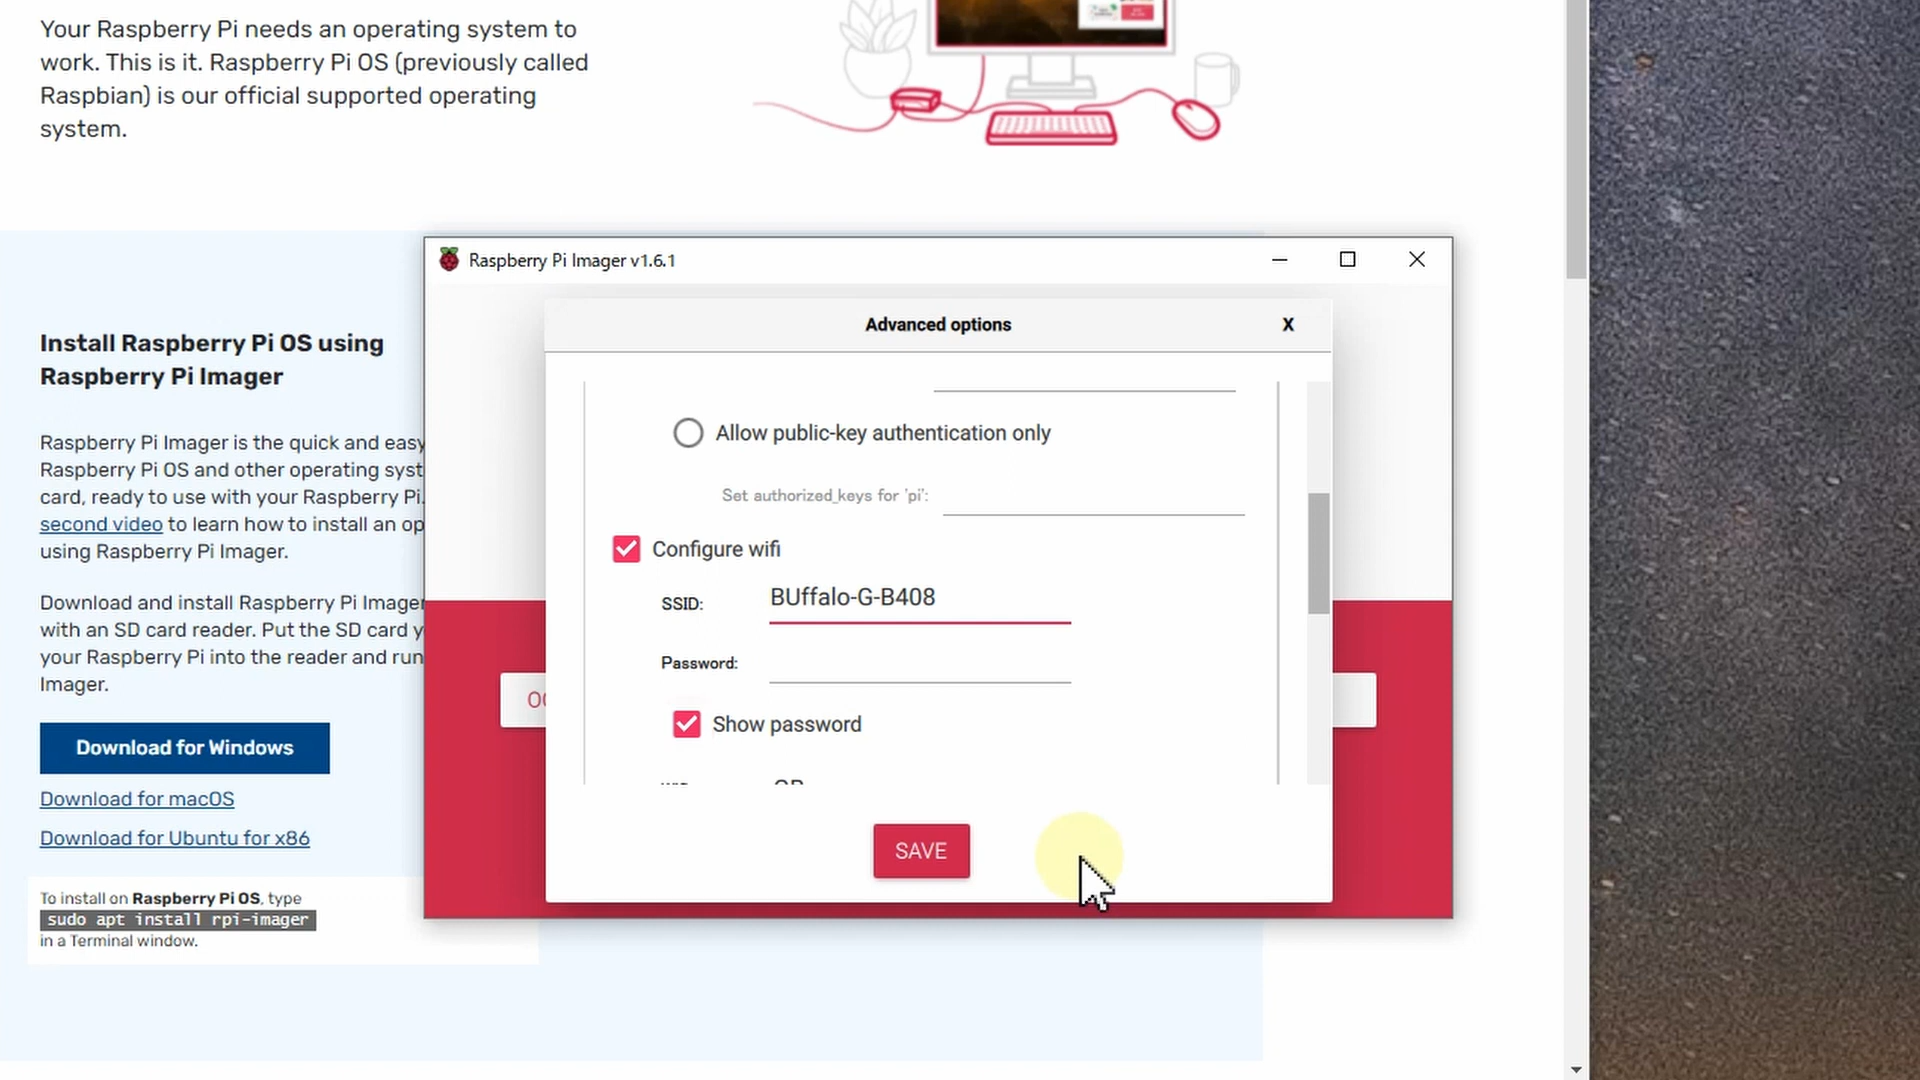 Your Raspberry Pi needs an operating system to
work. This is it. Raspberry Pi OS (previously called
Raspbian) is our official supported operating
system.
Install Raspberry Pi OS using
Raspberry Pi Imager
Raspberry Pi Imager is the quick and easy
Raspberry Pi OS and other operating syst
card, ready to use with your Raspberry Pi.
second video to learn how to install an op
using Raspberry Pi Imager.
Download and install Raspberry Pi Imager
with an SD card reader. Put the SD card y
your Raspberry Pi into the reader and run
Imager.
Download for Windows
Download for macOS
Download for Ubuntu for x86
To install on Raspberry Pi OS, type
sudo apt install rpi-imager
in a Terminal window.
Raspberry Pi Imager v1.6.1
Advanced options
X
Allow public-key authentication only
Set authorized_keys for 'pi':
Configure wifi
SSID: BUffalo-G-B408
Password:
Show password
SAVE